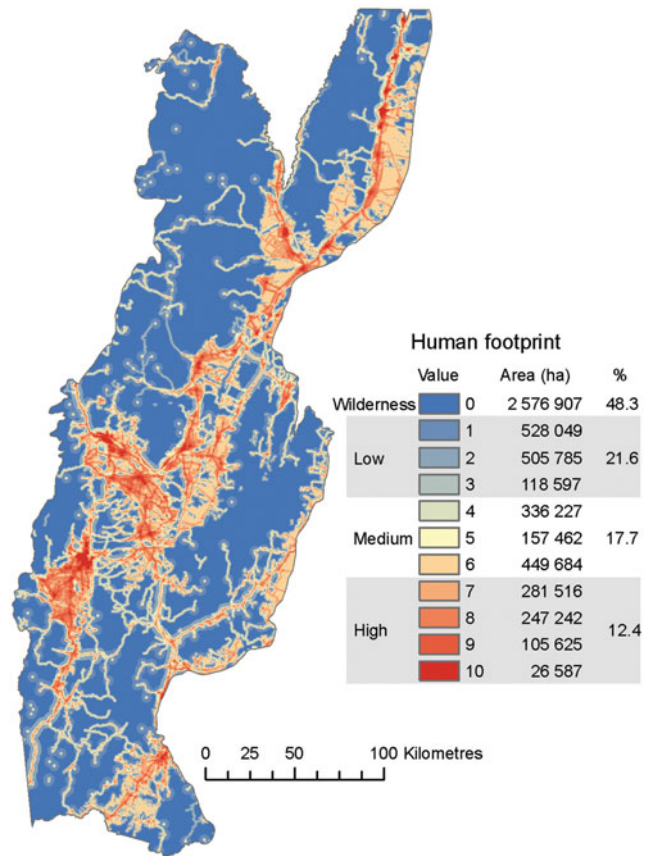 Human footprint
Value Area (ha) %
Wilderness 0 2 576 907 48.3
1 528 049
Low 2 505 785 21.6
3 118 597
4 336 227
Medium 5 157 462 17.7
6 449 684
7 281 516
8 247 242
High 12.4
9 105 625
10 26 587
0 25 50 100 Kilometres